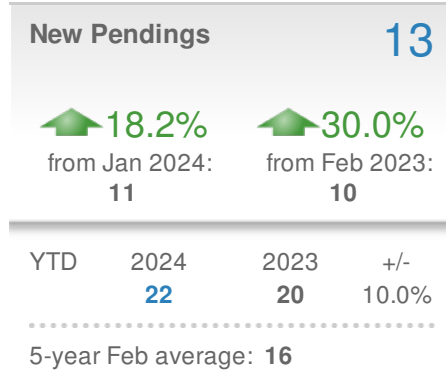 New Pendings 13
18.2% 30.0%
from Jan 2024: from Feb 2023:
11 10
YTD 2024 2023 +/-
22 20 10.0%
5-year Feb average: 16